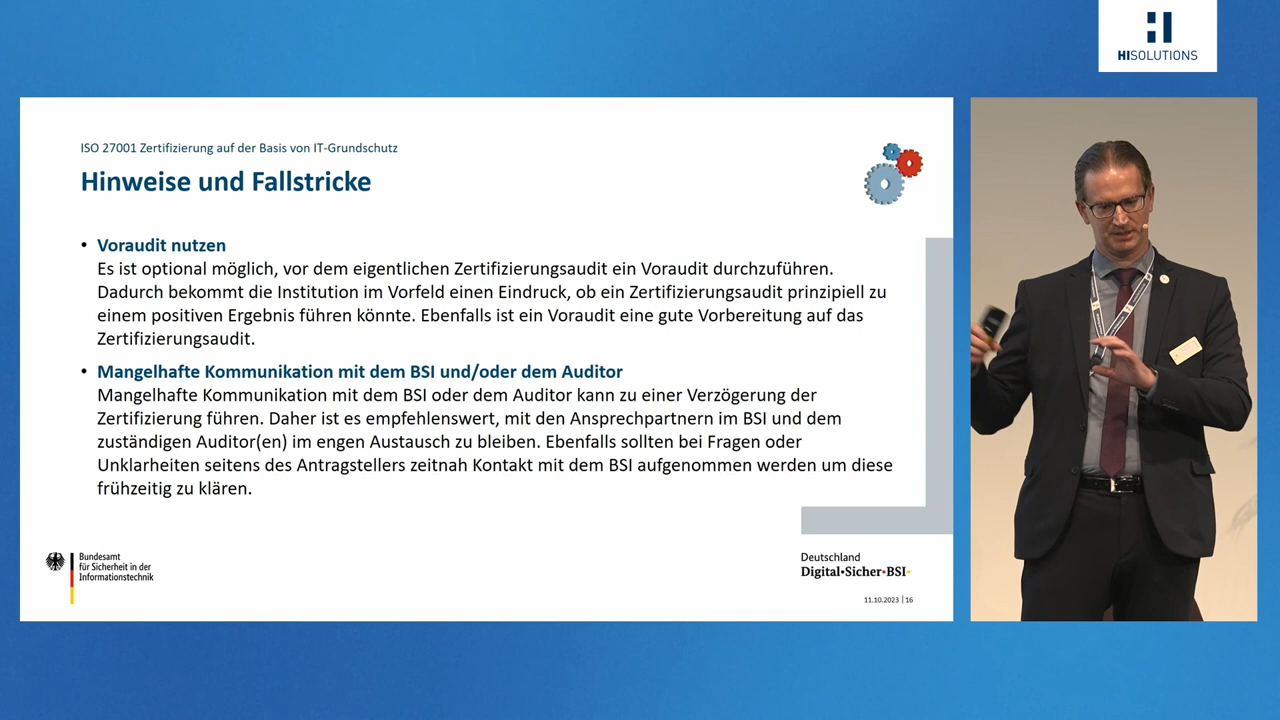 HISOLUTIONS
ISO 27001 Zertifizierung auf der Basis von IT-Grundschutz
Hinweise und Fallstricke
• Voraudit nutzen
Es ist optional möglich, vor dem eigentlichen Zertifizierungsaudit ein Voraudit durchzuführen.
Dadurch bekommt die Institution im Vorfeld einen Eindruck, ob ein Zertifizierungsaudit prinzipiell zu
einem positiven Ergebnis führen könnte. Ebenfalls ist ein Voraudit eine gute Vorbereitung auf das
Zertifizierungsaudit.
• Mangelhafte Kommunikation mit dem BSI und/oder dem Auditor
Mangelhafte Kommunikation mit dem BSI oder dem Auditor kann zu einer Verzögerung der
Zertifizierung führen. Daher ist es empfehlenswert, mit den Ansprechpartnern im BSI und dem
zuständigen Auditor(en) im engen Austausch zu bleiben. Ebenfalls sollten bei Fragen oder
Unklarheiten seitens des Antragstellers zeitnah Kontakt mit dem BSI aufgenommen werden um diese
frühzeitig zu klären.
Bundesamt
für Sicherheit in der
Informationstechnik
Deutschland
Digital•Sicher•BSI•
11.10.2023 | 16